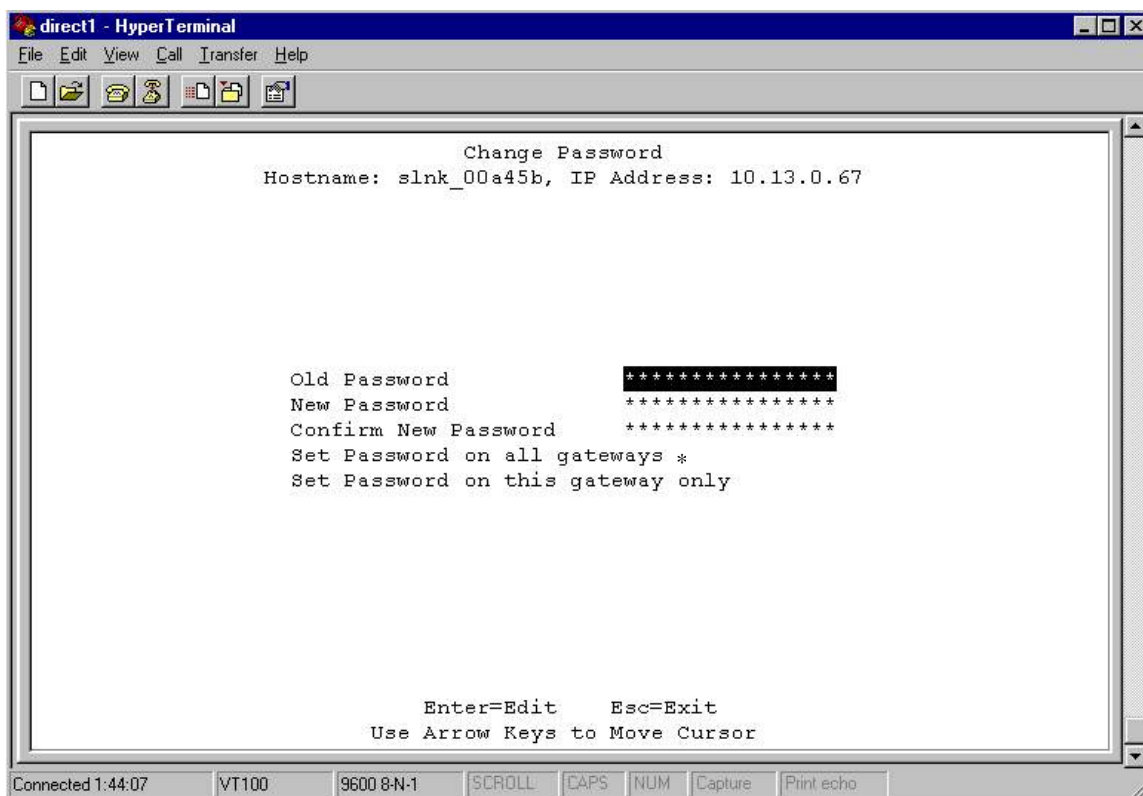 direct1 - HyperTerminal
File Edit View Call Transfer Help
Change Password
Hostname: slnk_00a45b, IP Address: 10.13.0.67
Old Password ****************
New Password ****************
Confirm New Password ****************
Set Password on all gateways *
Set Password on this gateway only
Enter=Edit Esc=Exit
Use Arrow Keys to Move Cursor
Connected 1:44:07 VT100 9600 8-N-1 SCROLL CAPS NUM Capture Print echo